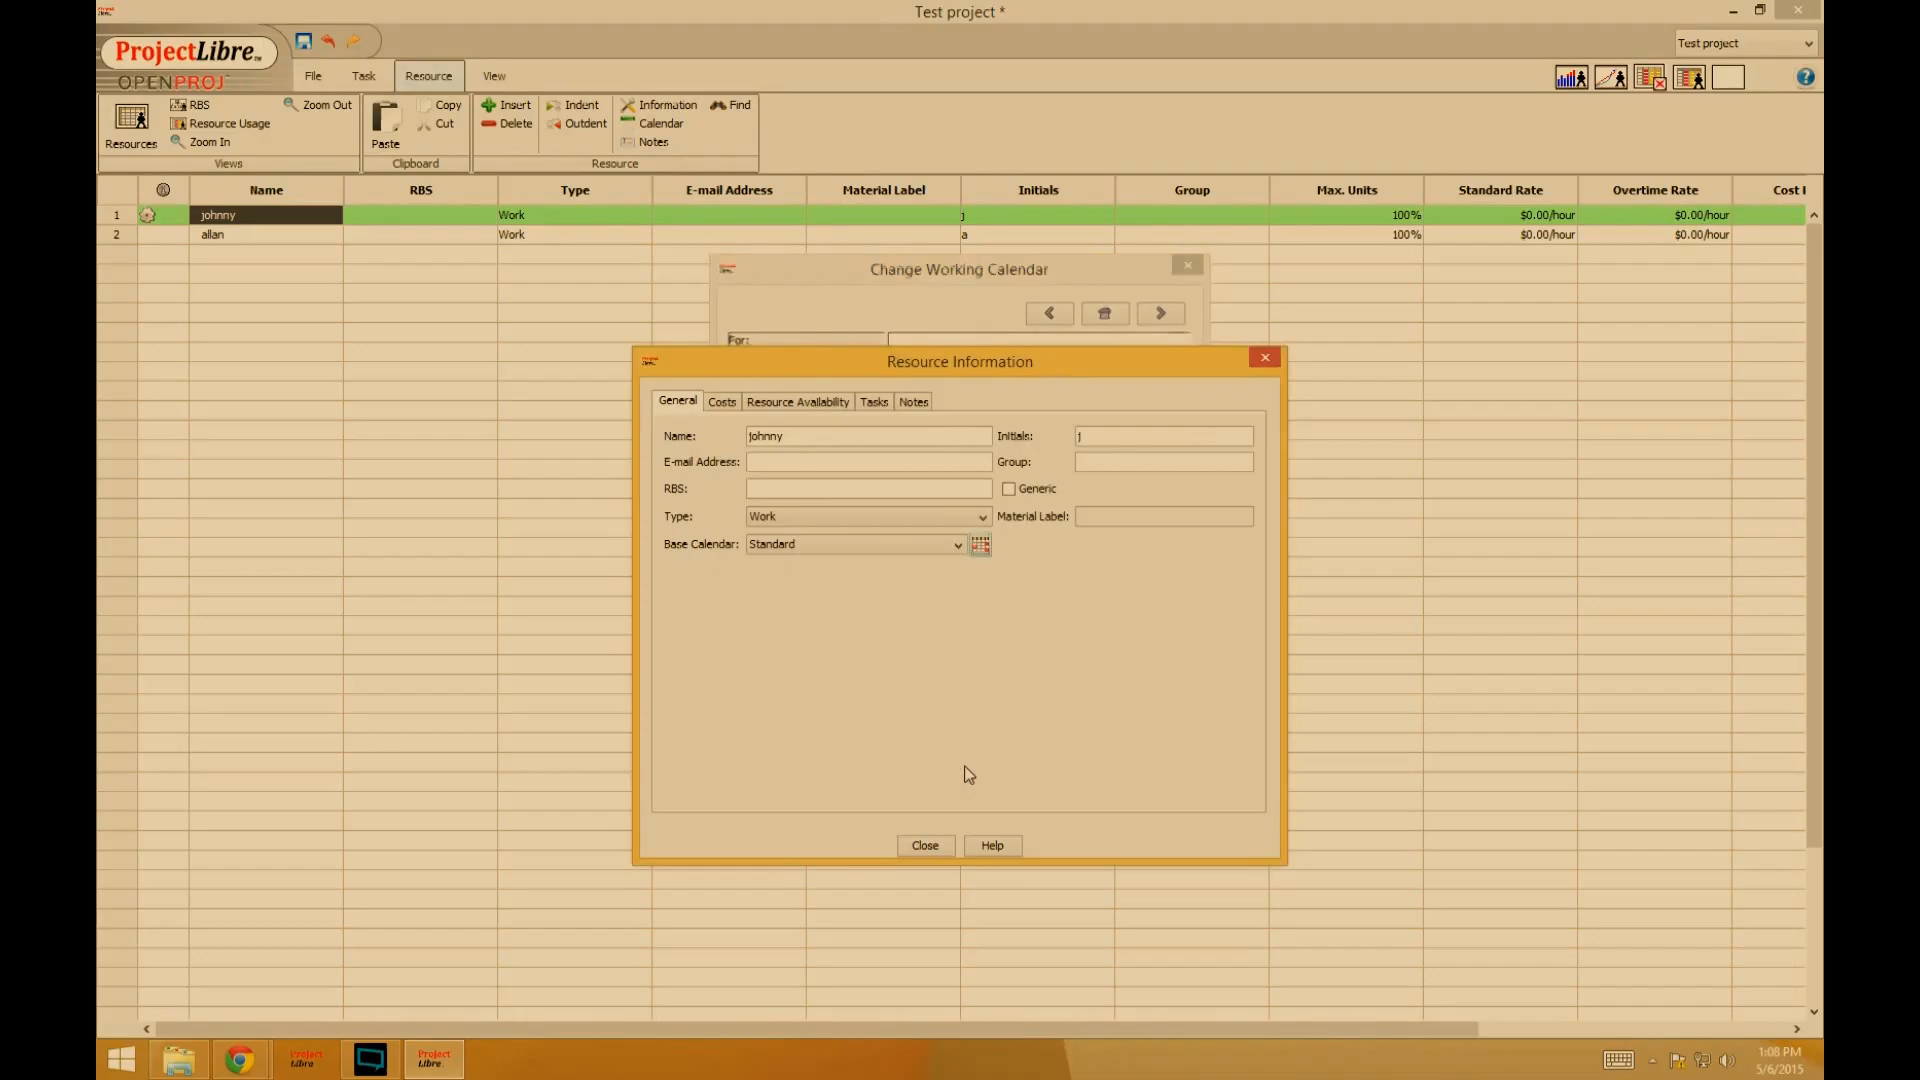 Test project *
ProjectLibre
OPENPROJ
Test project
File Task Resource View
Resources
RBS
Resource Usage
Zoom In
Zoom Out
Views
Paste
Copy
Cut
Clipboard
Insert
Delete
Indent
Outdent
Information
Calendar
Notes
Find
Resource
Name RBS Type E-mail Address Material Label Initials Group Max. Units Standard Rate Overtime Rate Cost
1 johnny Work j 100% $0.00/hour $0.00/hour
2 allan Work a 100% $0.00/hour $0.00/hour
Change Working Calendar
For:
Resource Information
General Costs Resource Availability Tasks Notes
Name: johnny Initials: j
E-mail Address: Group:
RBS: Generic
Type: Work Material Label:
Base Calendar: Standard
Close Help
Project Libre
Project Libre
1:08 PM
5/6/2015